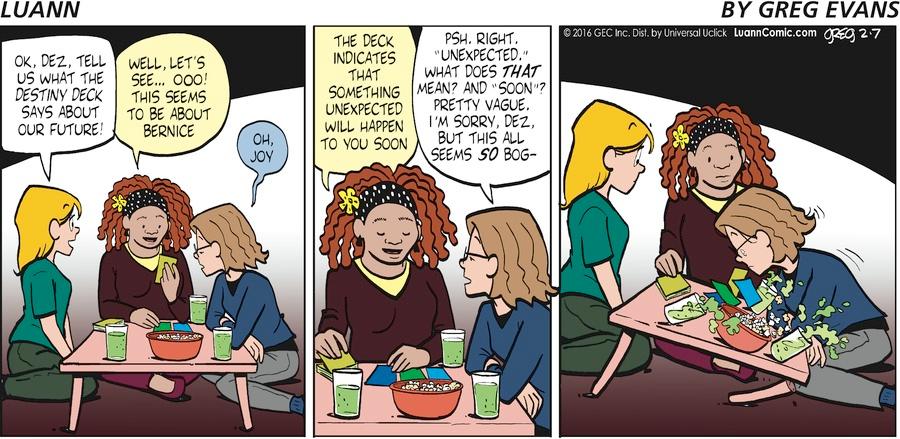 LUANN
BY GREG EVANS
OK, DEZ, TELL
US WHAT THE
DESTINY DECK
SAYS ABOUT
OUR FUTURE!
WELL, LET'S
SEE... OOO!
THIS SEEMS
TO BE ABOUT
BERNICE
OH,
JOY
THE DECK
INDICATES
THAT
SOMETHING
UNEXPECTED
WILL HAPPEN
TO YOU SOON
PSH. RIGHT.
"UNEXPECTED."
WHAT DOES THAT
MEAN? AND "SOON"?
PRETTY VAGUE.
I'M SORRY, DEZ,
BUT THIS ALL
SEEMS SO BOG-
© 2016 GEC Inc. Dist. by Universal Uclick LuannComic.com GREG 2-7